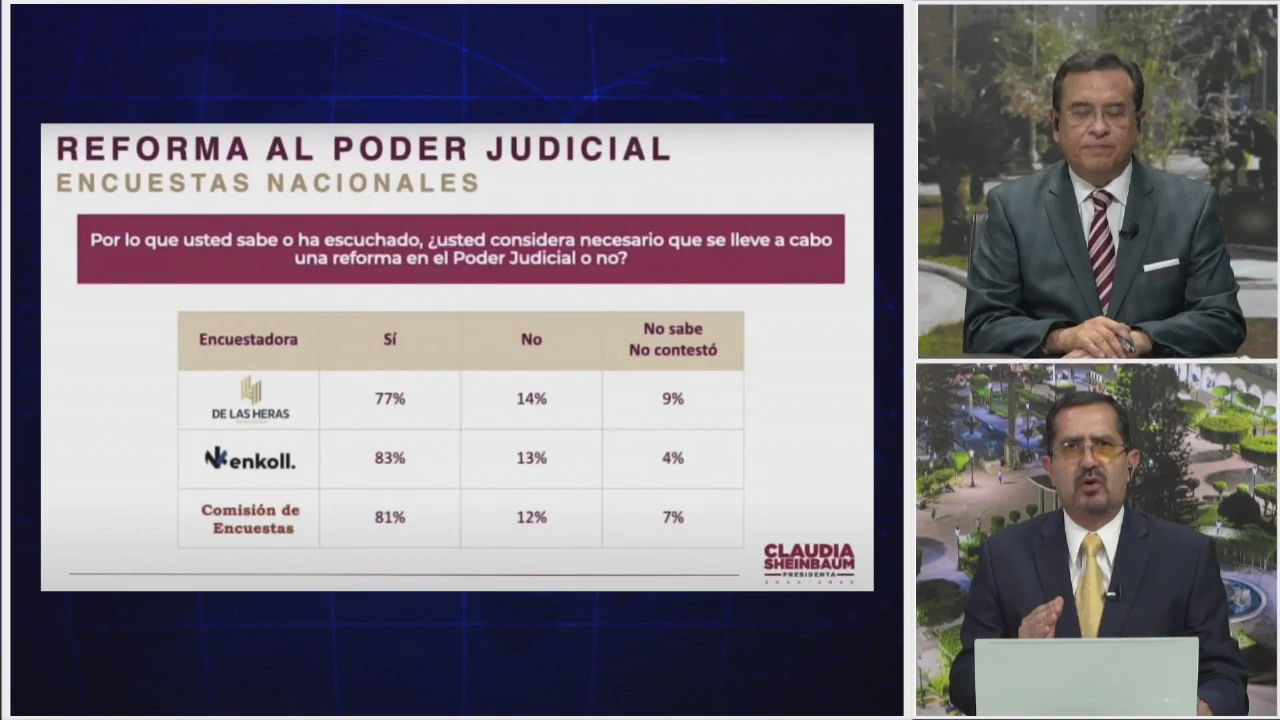 REFORMA AL PODER JUDICIAL
ENCUESTAS NACIONALES
Por lo que usted sabe o ha escuchado, ¿usted considera necesario que se lleve a cabo
una reforma en el Poder Judicial o no?
Encuestadora Sí No No sabe
No contestó
DE LAS HERAS 77% 14% 9%
enkoll. 83% 13% 4%
Comisión de
Encuestas 81% 12% 7%
CLAUDIA
SHEINBAUM
PRESIDENTA